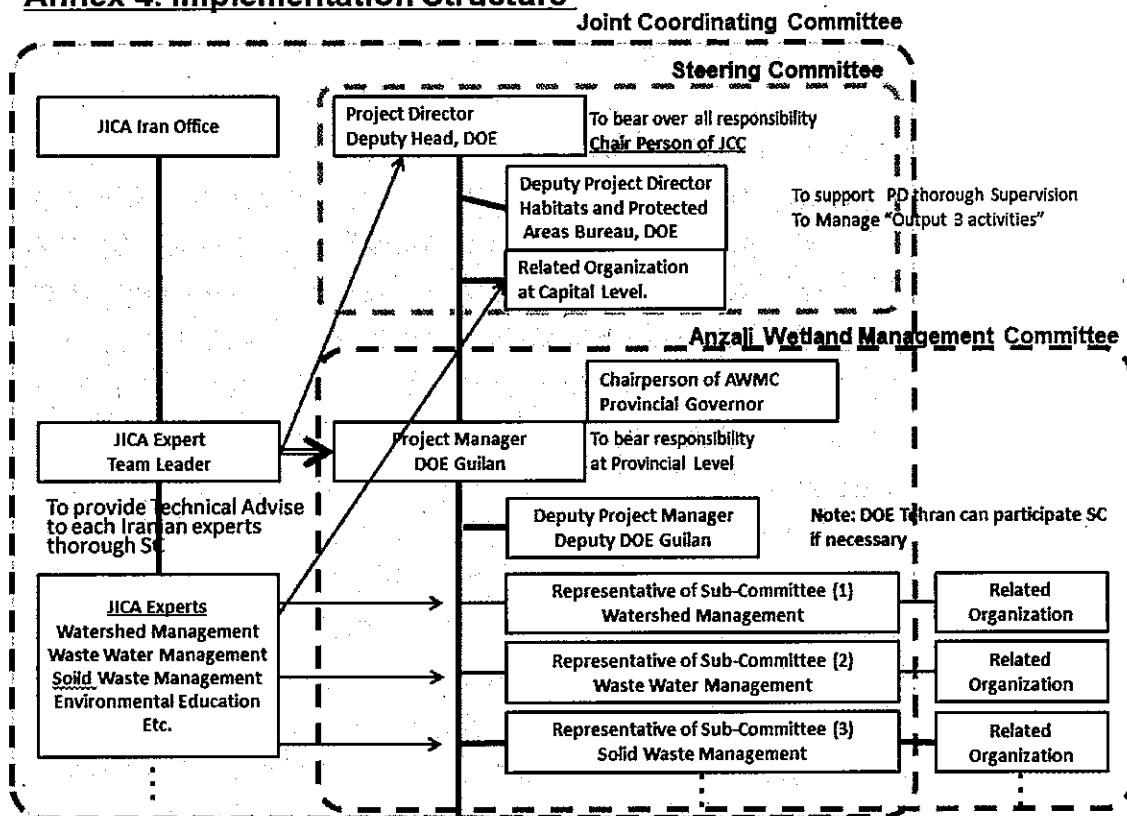 Annex 4. Implementation Structure
Joint Coordinating Committee
Steering Committee
JICA Iran Office
Project Director
Deputy Head, DOE
To bear over all responsibility
Chair Person of JCC
Deputy Project Director
Habitats and Protected
Areas Bureau, DOE
To support PD thorough Supervision
To Manage "Output 3 activities"
Related Organization
at Capital Level.
Anzali Wetland Management Committee
Chairperson of AWMC
Provincial Governor
JICA Expert
Team Leader
Project Manager
DOE Guilan
To bear responsibility
at Provincial Level
To provide Technical Advise
to each Iranian experts
thorough SC
Deputy Project Manager
Deputy DOE Guilan
Note: DOE Tehran can participate SC
if necessary
JICA Experts
Watershed Management
Waste Water Management
Solid Waste Management
Environmental Education
Etc.
Representative of Sub-Committee (1)
Watershed Management
Related
Organization
Representative of Sub-Committee (2)
Waste Water Management
Related
Organization
Representative of Sub-Committee (3)
Solid Waste Management
Related
Organization